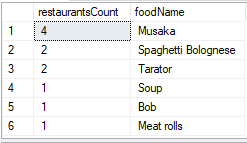 restaurantsCount foodName
1 4 Musaka
2 2 Spaghetti Bolognese
3 2 Tarator
4 1 Soup
5 1 Bob
6 1 Meat rolls